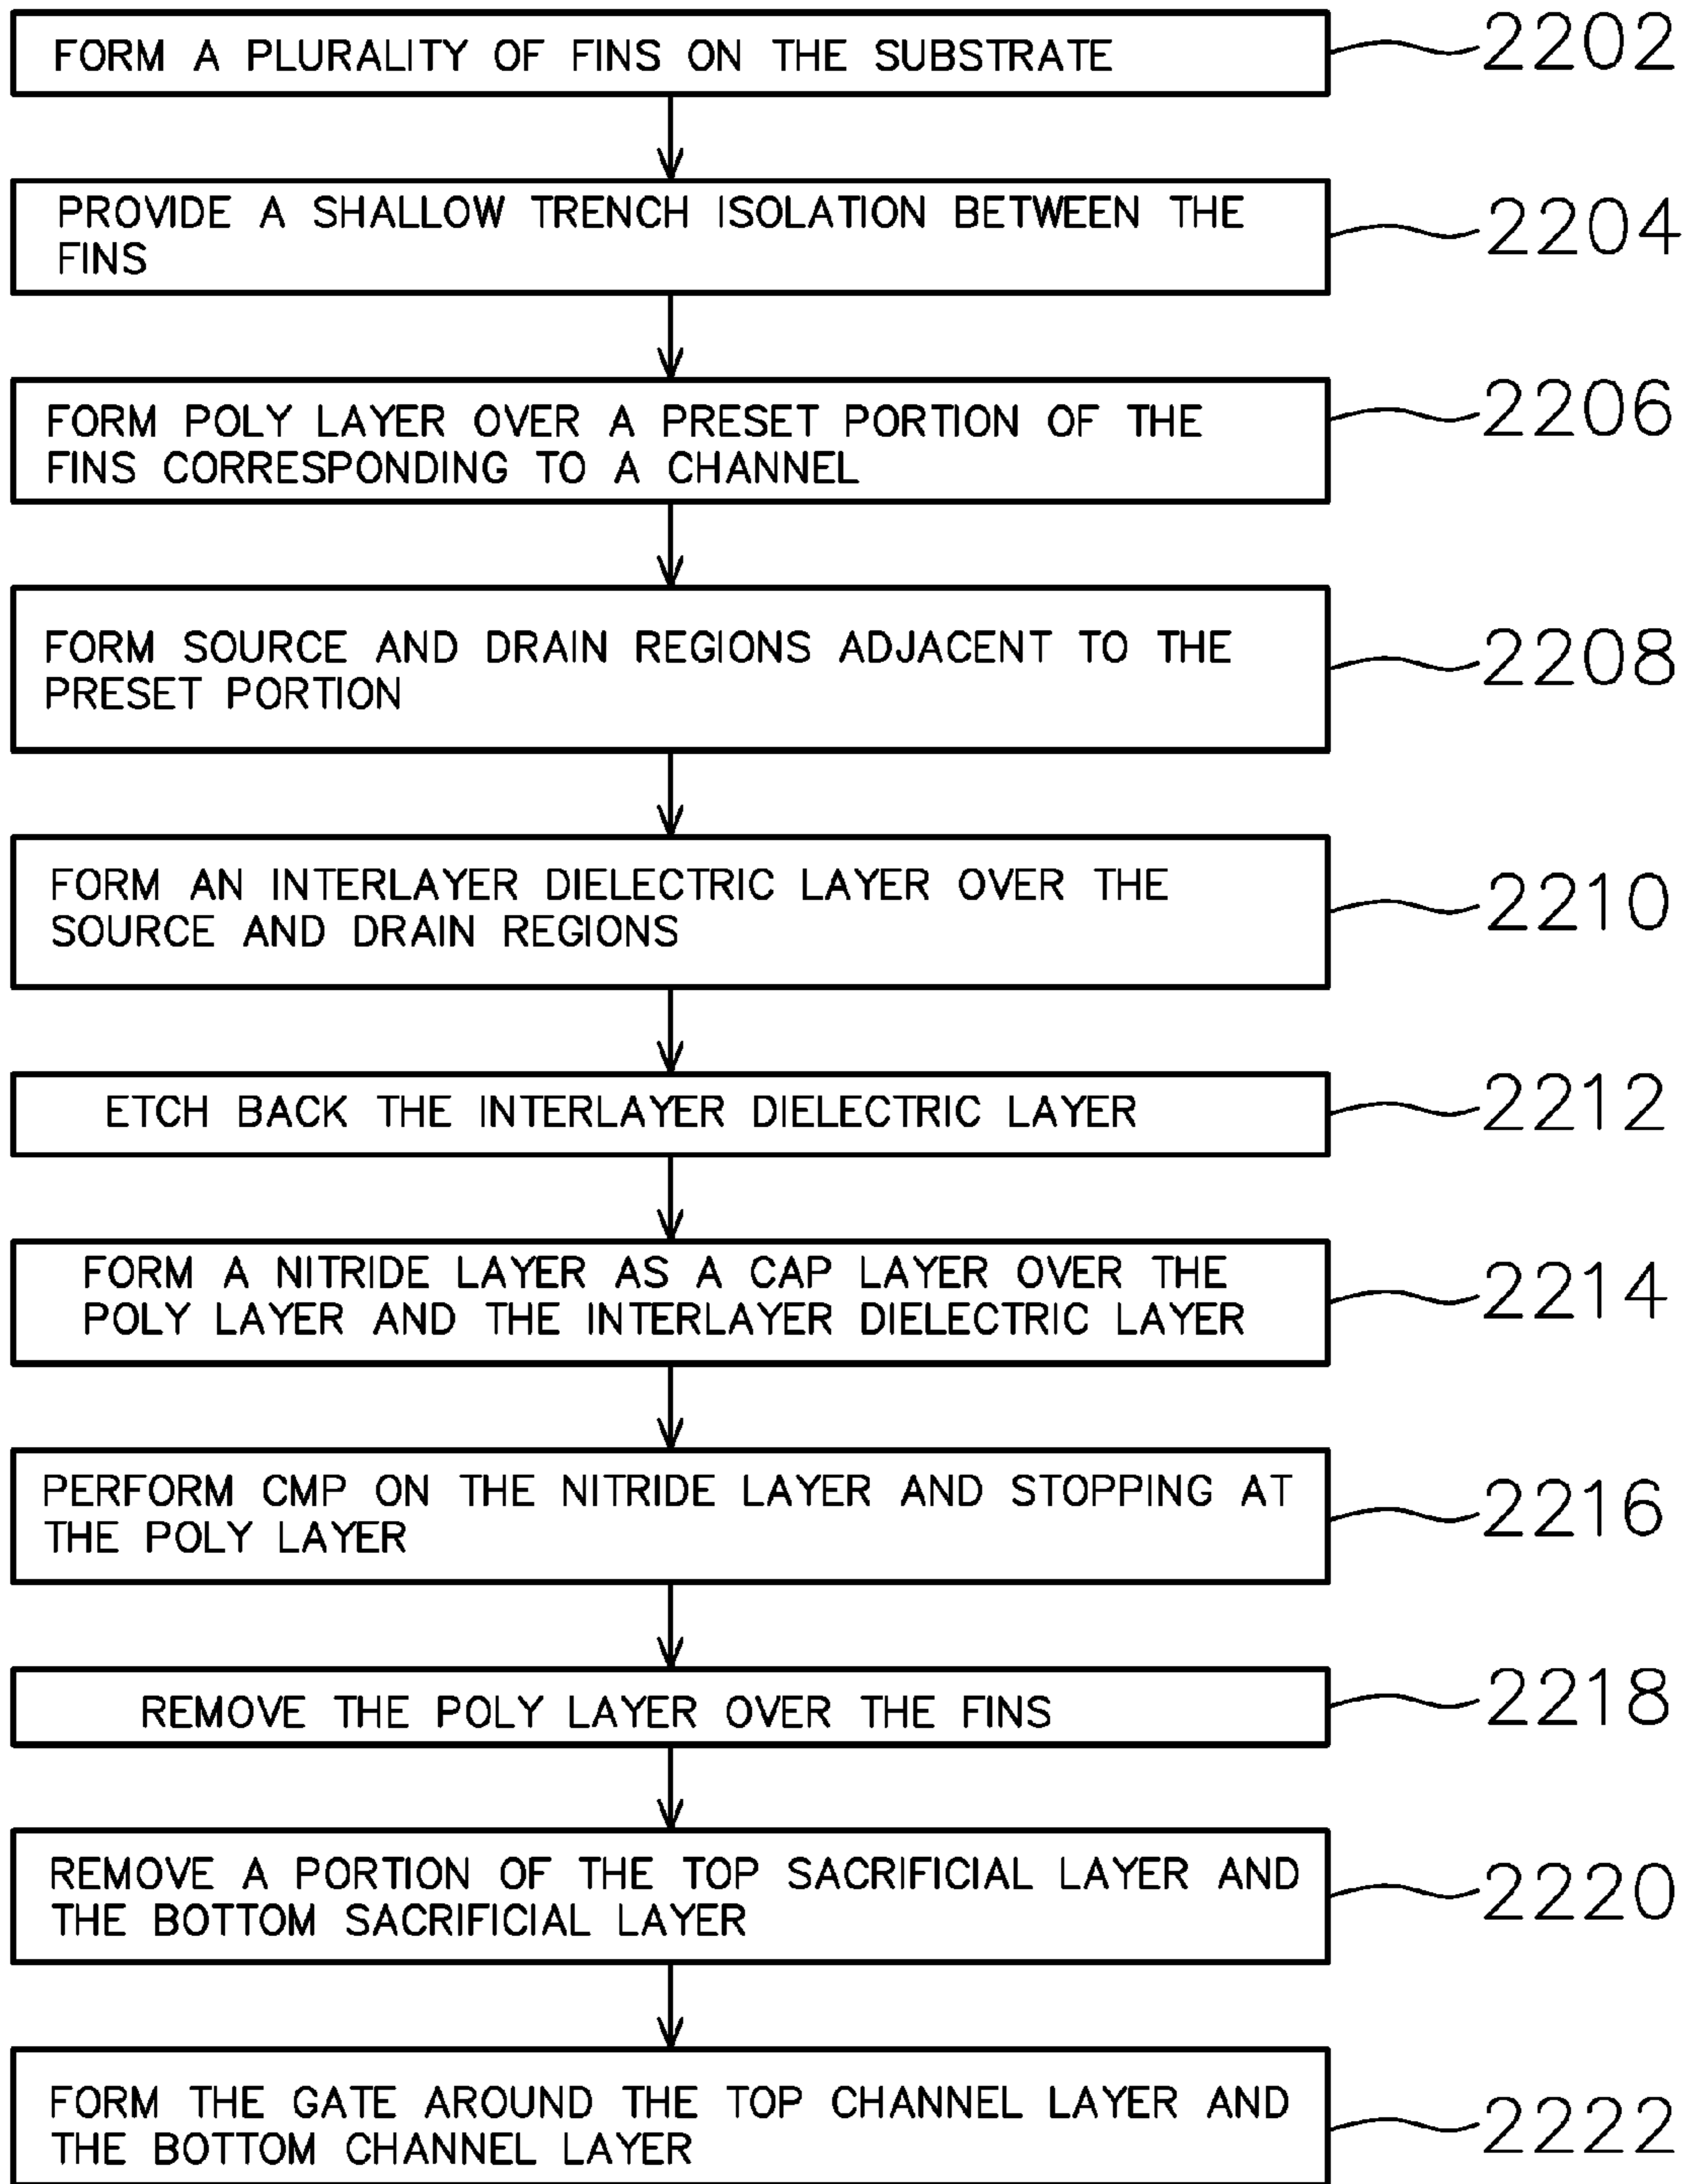 FORM A PLURALITY OF FINS ON THE SUBSTRATE
2202
PROVIDE A SHALLOW TRENCH ISOLATION BETWEEN THE
FINS
2204
FORM POLY LAYER OVER A PRESET PORTION OF THE
FINS CORRESPONDING TO A CHANNEL
2206
FORM SOURCE AND DRAIN REGIONS ADJACENT TO THE
PRESET PORTION
2208
FORM AN INTERLAYER DIELECTRIC LAYER OVER THE
SOURCE AND DRAIN REGIONS
2210
ETCH BACK THE INTERLAYER DIELECTRIC LAYER
2212
FORM A NITRIDE LAYER AS A CAP LAYER OVER THE
POLY LAYER AND THE INTERLAYER DIELECTRIC LAYER
2214
PERFORM CMP ON THE NITRIDE LAYER AND STOPPING AT
THE POLY LAYER
2216
REMOVE THE POLY LAYER OVER THE FINS
2218
REMOVE A PORTION OF THE TOP SACRIFICIAL LAYER AND
THE BOTTOM SACRIFICIAL LAYER
2220
FORM THE GATE AROUND THE TOP CHANNEL LAYER AND
THE BOTTOM CHANNEL LAYER
2222